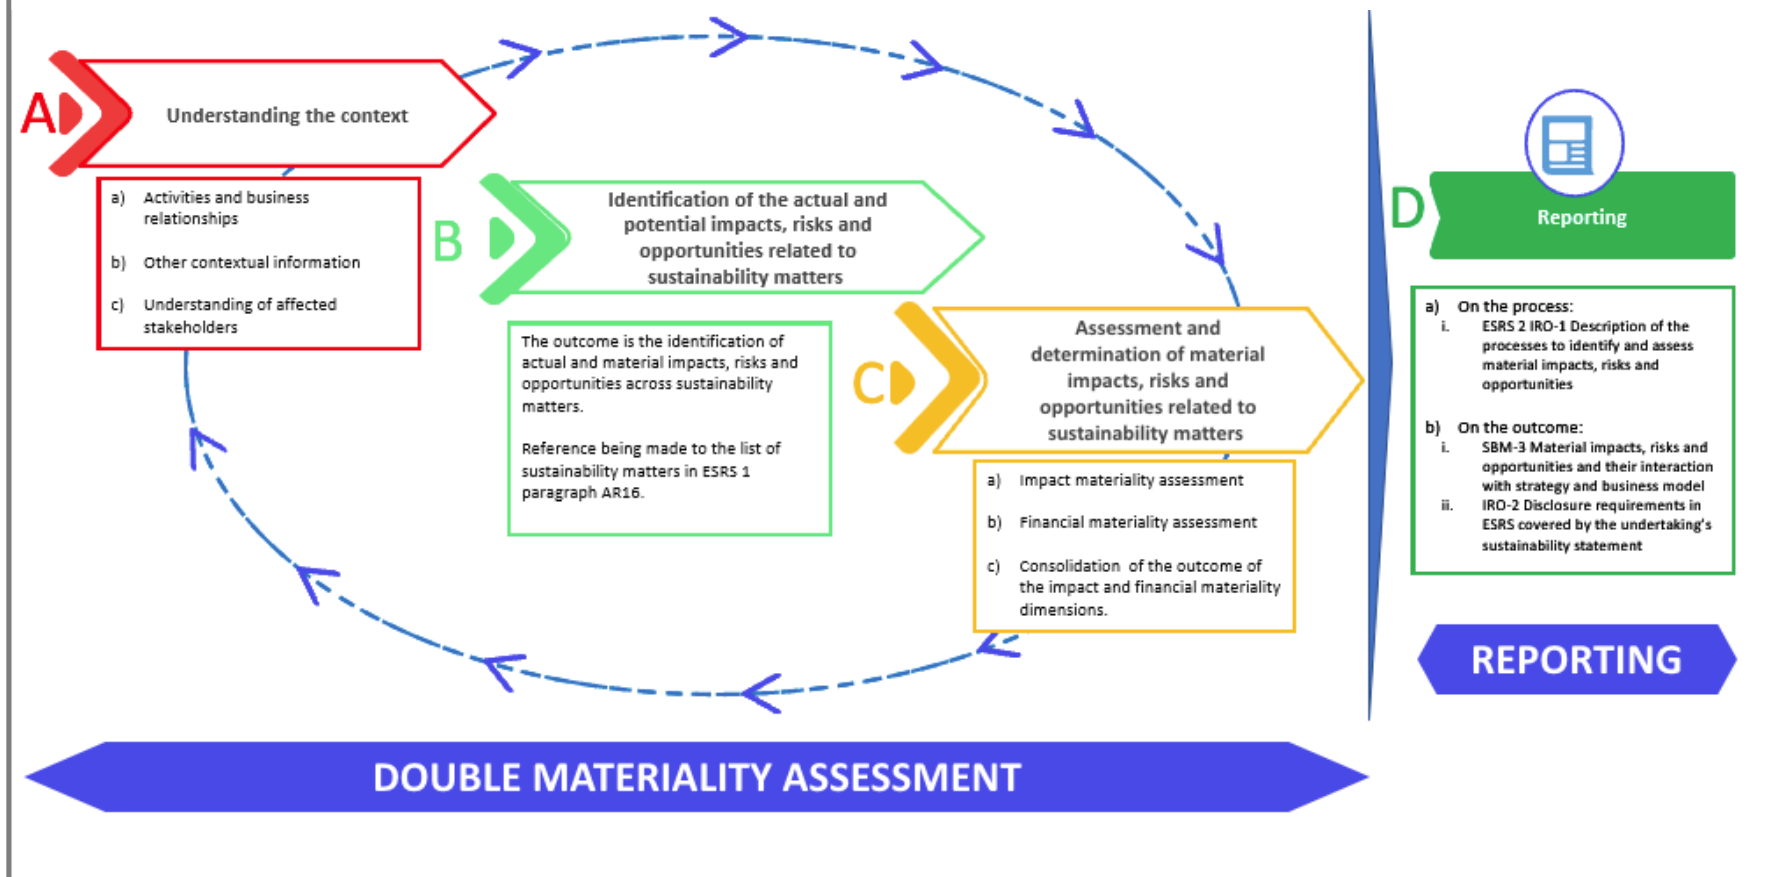 A
Understanding the context
a) Activities and business
relationships
b) Other contextual information
c) Understanding of affected
stakeholders
B
Identification of the actual and
potential impacts, risks and
opportunities related to
sustainability matters
The outcome is the identification of
actual and material impacts, risks and
opportunities across sustainability
matters.
Reference being made to the list of
sustainability matters in ESRS 1
paragraph AR16.
C
Assessment and
determination of material
impacts, risks and
opportunities related to
sustainability matters
a) Impact materiality assessment
b) Financial materiality assessment
c) Consolidation of the outcome of
the impact and financial materiality
dimensions.
DOUBLE MATERIALITY ASSESSMENT
D
Reporting
a) On the process:
i. ESRS 2 IRO-1 Description of the
processes to identify and assess
material impacts, risks and
opportunities
b) On the outcome:
i. SBM-3 Material impacts, risks and
opportunities and their interaction
with strategy and business model
ii. IRO-2 Disclosure requirements in
ESRS covered by the undertaking's
sustainability statement
REPORTING